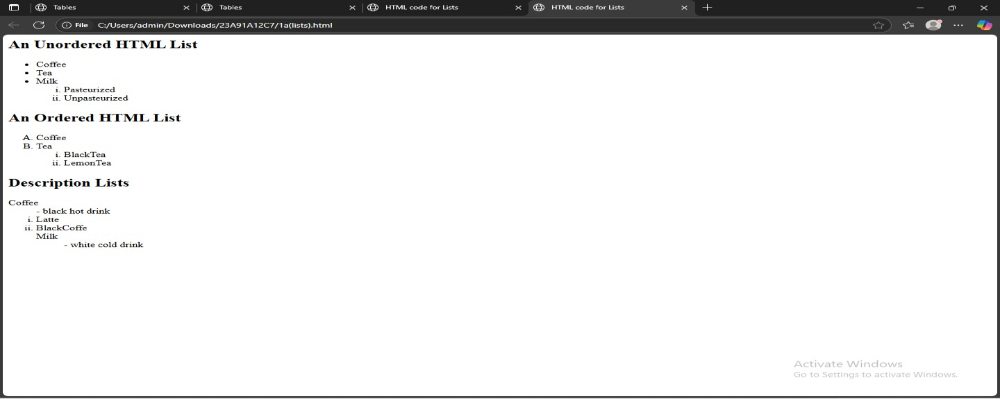 Tables
Tables
HTML code for Lists
HTML code for Lists
File C:/Users/admin/Downloads/23A91A12C7/1a(lists).html
An Unordered HTML List
• Coffee
• Tea
• Milk
i. Pasteurized
ii. Unpasteurized
An Ordered HTML List
A. Coffee
B. Tea
i. BlackTea
ii. LemonTea
Description Lists
Coffee
- black hot drink
i. Latte
ii. BlackCoffe
Milk
- white cold drink
Activate Windows
Go to Settings to activate Windows.